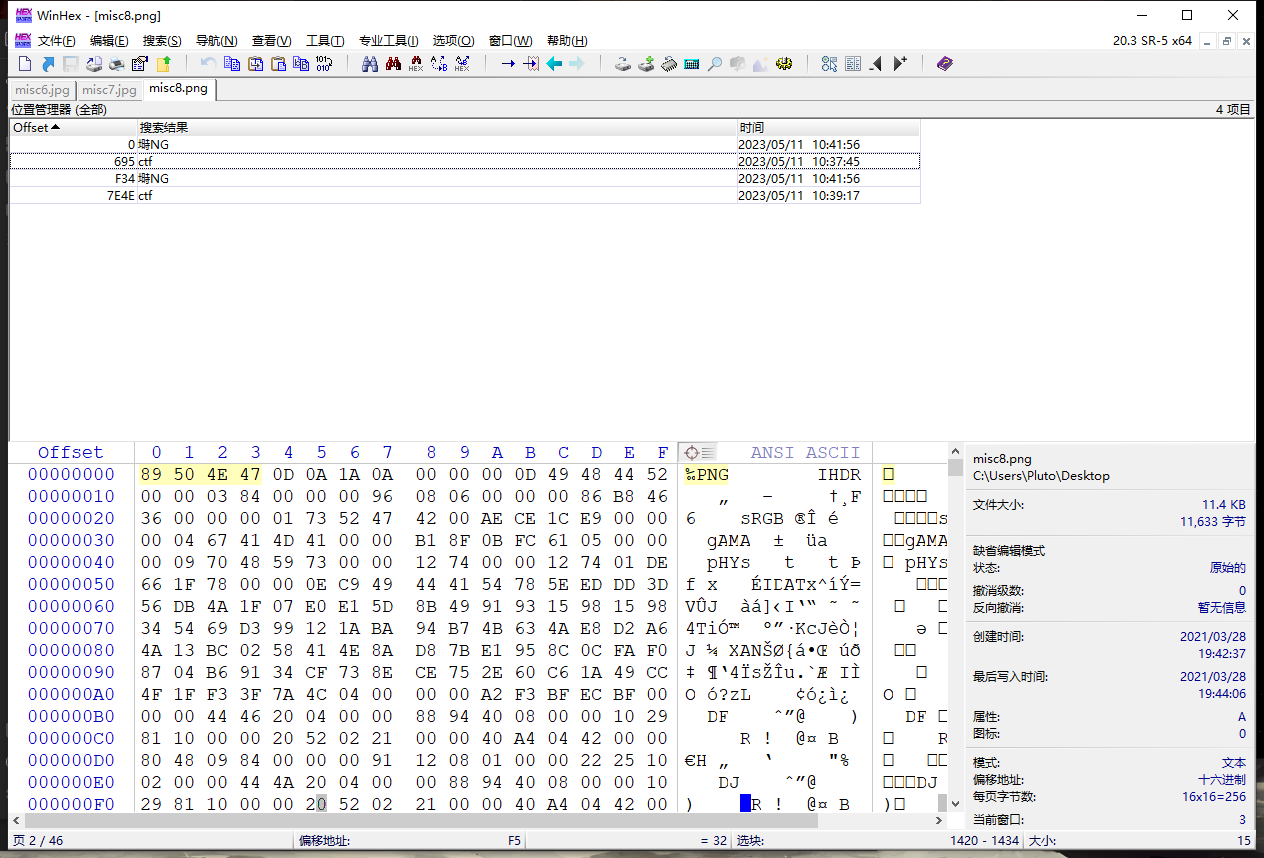 WinHex - [misc8.png]
文件(F) 编辑(E) 搜索(S) 导航(N) 查看(V) 工具(T) 专业工具(I) 选项(O) 窗口(W) 帮助(H) 20.3 SR-5 x64
misc6.jpg misc7.jpg misc8.png
位置管理器 (全部) 4 项目
Offset 搜索结果 时间
0 塒NG 2023/05/11 10:41:56
695 ctf 2023/05/11 10:37:45
F34 塒NG 2023/05/11 10:41:56
7E4E ctf 2023/05/11 10:39:17
Offset 0 1 2 3 4 5 6 7 8 9 A B C D E F ANSI ASCII
00000000 89 50 4E 47 0D 0A 1A 0A 00 00 00 0D 49 48 44 52 ‰PNG IHDR
00000010 00 00 03 84 00 00 00 96 08 06 00 00 00 86 B8 46 „ – †¸F
00000020 36 00 00 00 01 73 52 47 42 00 AE CE 1C E9 00 00 6 sRGB ®Î é
00000030 00 04 67 41 4D 41 00 00 B1 8F 0B FC 61 05 00 00 gAMA ± üa gAMA
00000040 00 09 70 48 59 73 00 00 12 74 00 00 12 74 01 DE pHYs t t Þ pHYs
00000050 66 1F 78 00 00 0E C9 49 44 41 54 78 5E ED DD 3D f x ÉIDATx^íÝ=
00000060 56 DB 4A 1F 07 E0 E1 5D 8B 49 91 93 15 98 15 98 VÛJ àá]‹I‘“ ˜ ˜
00000070 34 54 69 D3 99 12 1A BA 94 B7 4B 63 4A E8 D2 A6 4TiÓ™ º”·KcJèÒ¦
00000080 4A 13 BC 02 58 41 4E 8A D8 7B E1 95 8C 0C FA F0 J ¼ XANŠØ{á•Œ úð
00000090 87 04 B6 91 34 CF 73 8E CE 75 2E 60 C6 1A 49 CC ‡ ¶‘4ÏsŽÎu.`Æ IÌ
000000A0 4F 1F F3 3F 7A 4C 04 00 00 00 A2 F3 BF EC BF 00 O ó?zL ¢ó¿ì¿ O
000000B0 00 00 44 46 20 04 00 00 88 94 40 08 00 00 10 29 DF ˆ”@ ) DF
000000C0 81 10 00 00 20 52 02 21 00 00 40 A4 04 42 00 00 R ! @¤ B R
000000D0 80 48 09 84 00 00 00 91 12 08 01 00 00 22 25 10 €H „ ‘ "%
000000E0 02 00 00 44 4A 20 04 00 00 88 94 40 08 00 00 10 DJ ˆ”@ DJ
000000F0 29 81 10 00 00 20 52 02 21 00 00 40 A4 04 42 00 ) R ! @¤ B )
misc8.png
C:\Users\Pluto\Desktop
文件大小: 11.4 KB
11,633 字节
缺省编辑模式
状态: 原始的
撤消级数: 0
反向撤消: 暂无信息
创建时间: 2021/03/28
19:42:37
最后写入时间: 2021/03/28
19:44:06
属性: A
图标: 0
模式: 文本
偏移地址: 十六进制
每页字节数: 16x16=256
当前窗口: 3
页 2 / 46 偏移地址: F5 = 32 选块: 1420 - 1434 大小: 15